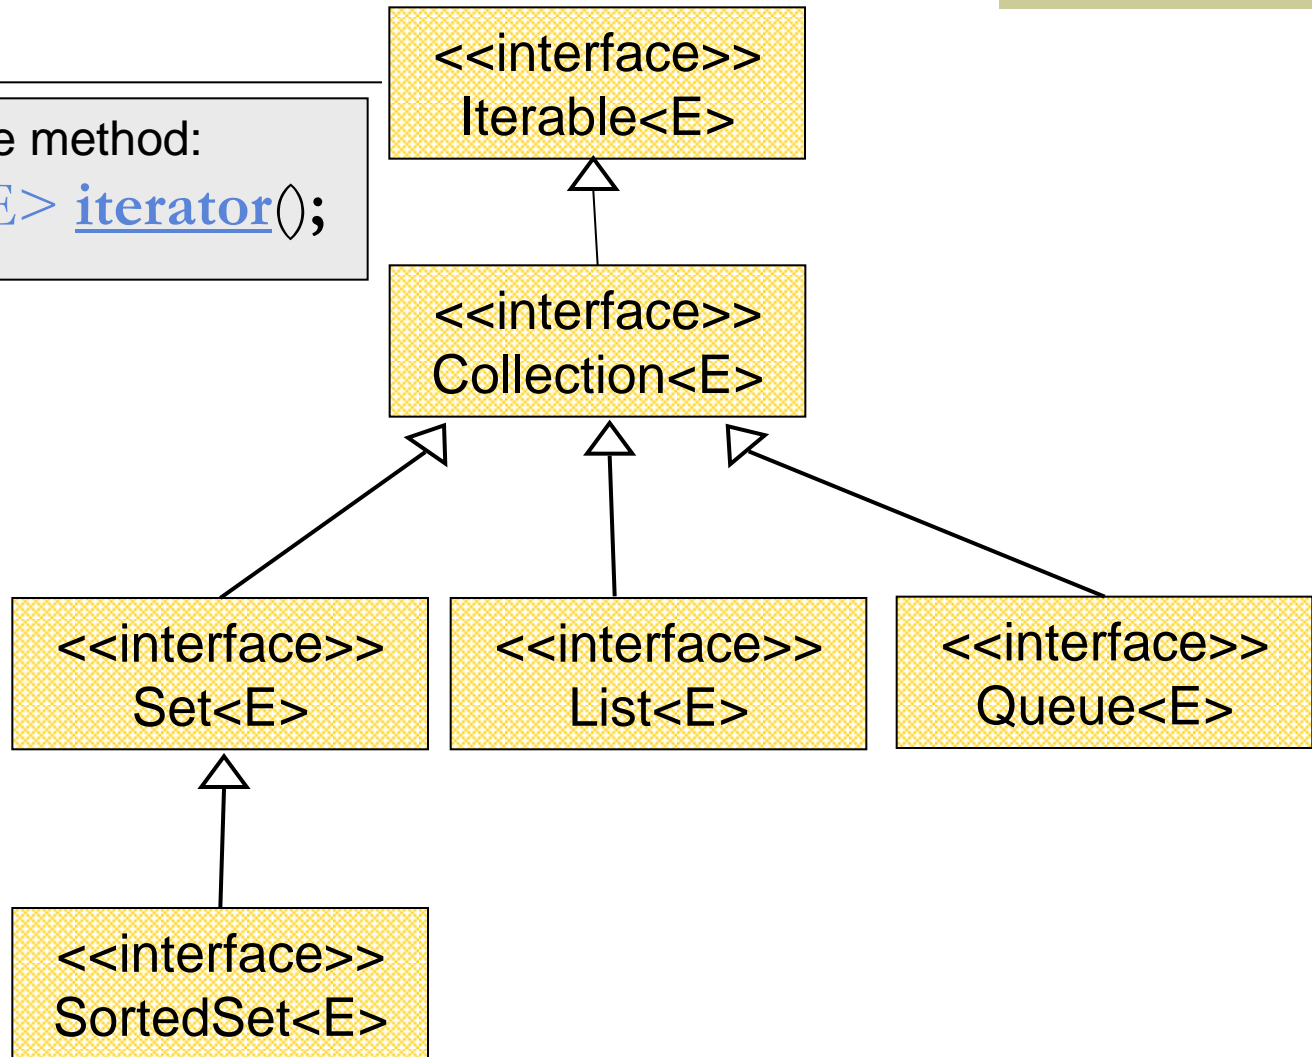 <<interface>>
Iterable<E>
e method:
E> iterator();
<<interface>>
Collection<E>
<<interface>>
Set<E>
<<interface>>
List<E>
<<interface>>
Queue<E>
<<interface>>
SortedSet<E>